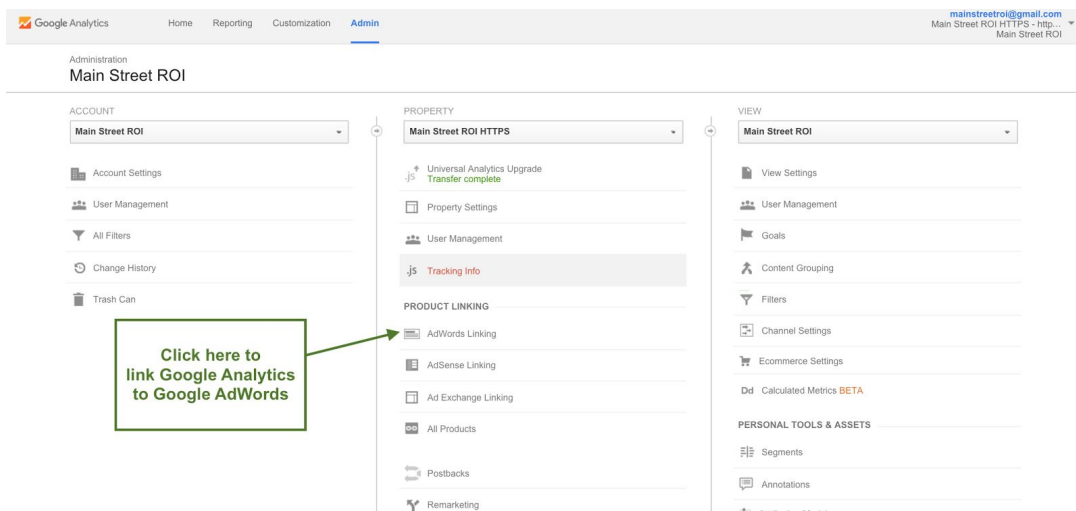 Google Analytics
Home Reporting Customization Admin
mainstreetroi@gmail.com
Main Street ROI HTTPS - http...
Main Street ROI
Administration
Main Street ROI
ACCOUNT
Main Street ROI
Account Settings
User Management
All Filters
Change History
Trash Can
Click here to
link Google Analytics
to Google AdWords
PROPERTY
Main Street ROI HTTPS
.js Universal Analytics Upgrade
Transfer complete
Property Settings
User Management
.js Tracking Info
PRODUCT LINKING
AdWords Linking
AdSense Linking
Ad Exchange Linking
All Products
Postbacks
Remarketing
VIEW
Main Street ROI
View Settings
User Management
Goals
Content Grouping
Filters
Channel Settings
Ecommerce Settings
Dd Calculated Metrics BETA
PERSONAL TOOLS & ASSETS
Segments
Annotations